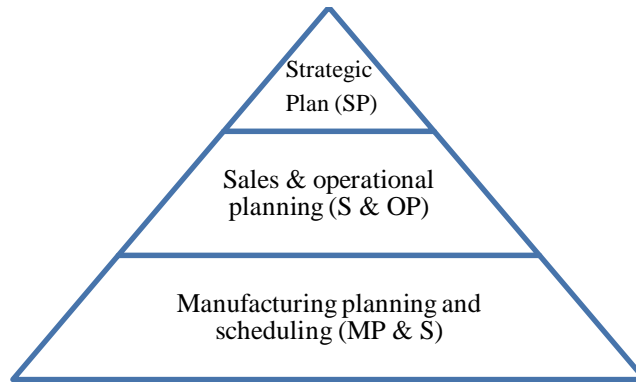 Strategic
Plan (SP)
Sales & operational
planning (S & OP)
Manufacturing planning and
scheduling (MP & S)